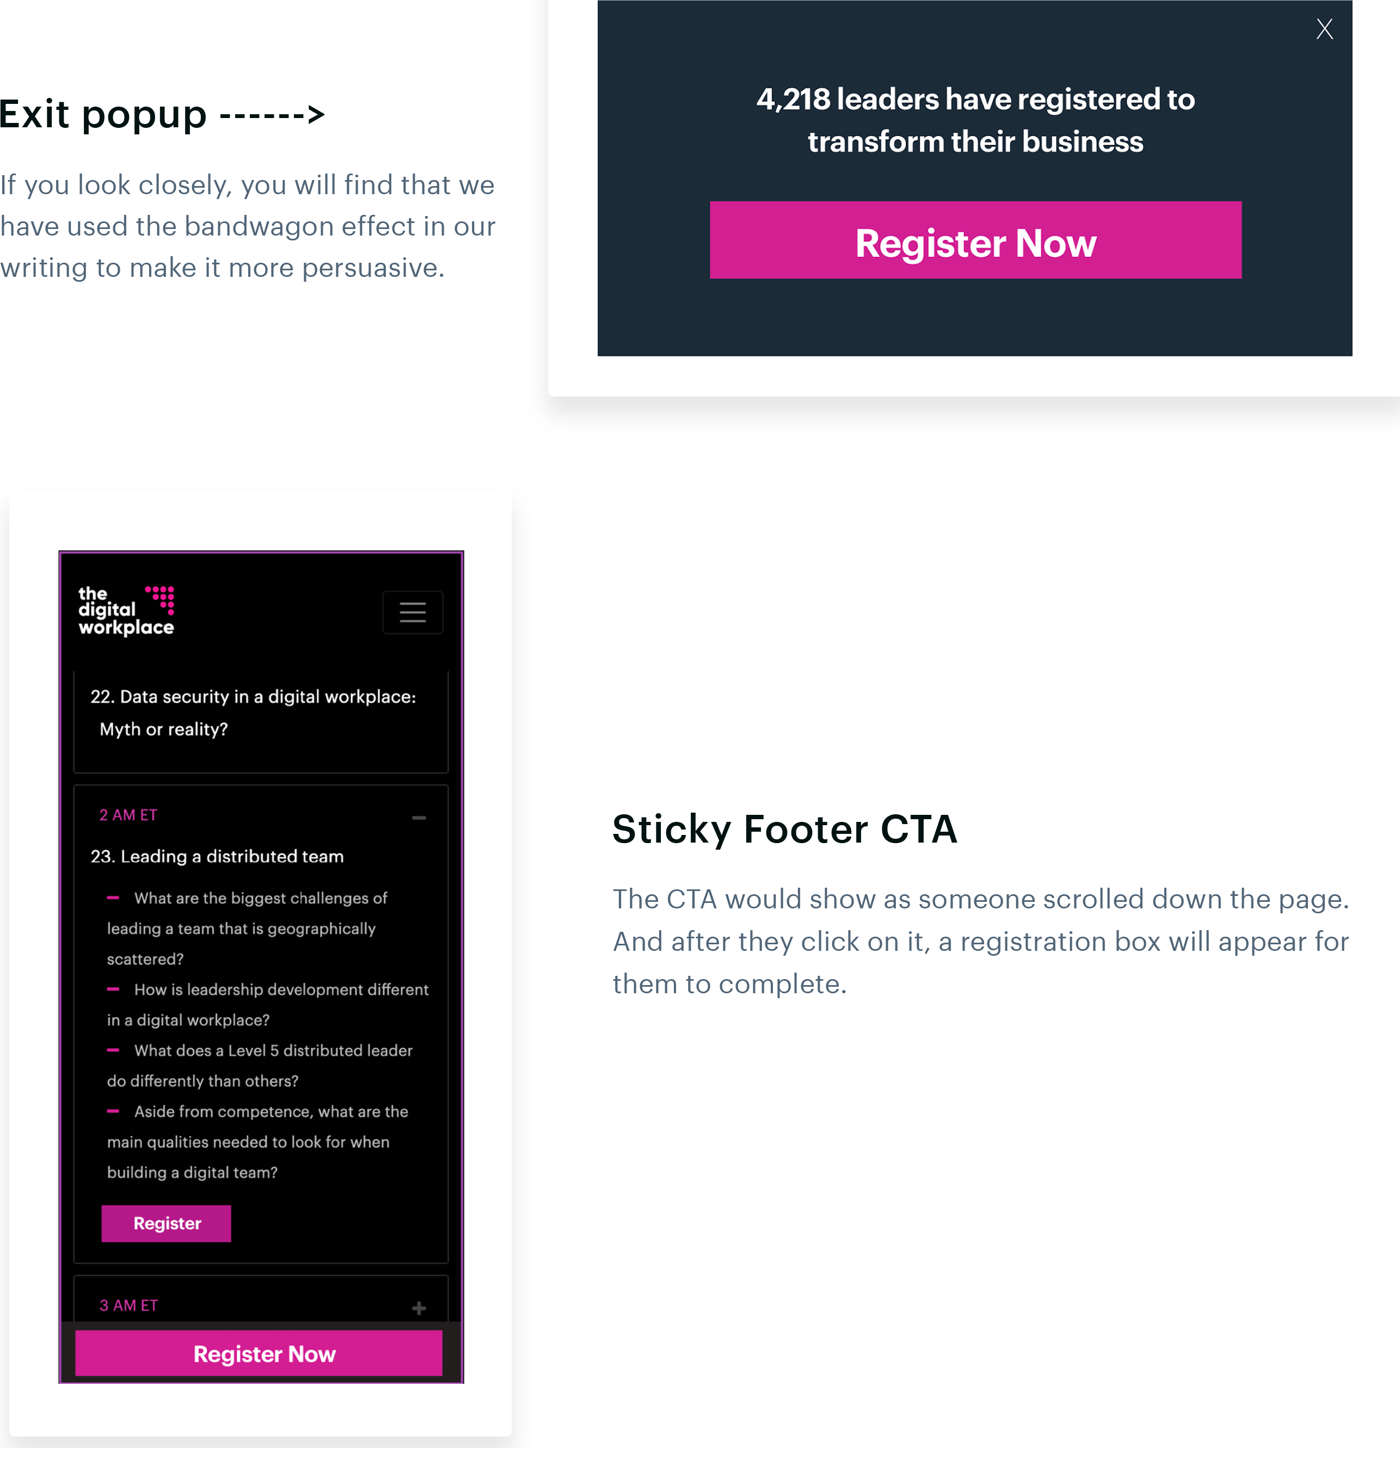 Exit popup ------>
If you look closely, you will find that we
have used the bandwagon effect in our
writing to make it more persuasive.
X
4,218 leaders have registered to
transform their business
Register Now
the
digital
workplace
22. Data security in a digital workplace:
Myth or reality?
2 AM ET
23. Leading a distributed team
What are the biggest challenges of
leading a team that is geographically
scattered?
How is leadership development different
in a digital workplace?
What does a Level 5 distributed leader
do differently than others?
Aside from competence, what are the
main qualities needed to look for when
building a digital team?
Register
3 AM ET
Register Now
Sticky Footer CTA
The CTA would show as someone scrolled down the page.
And after they click on it, a registration box will appear for
them to complete.